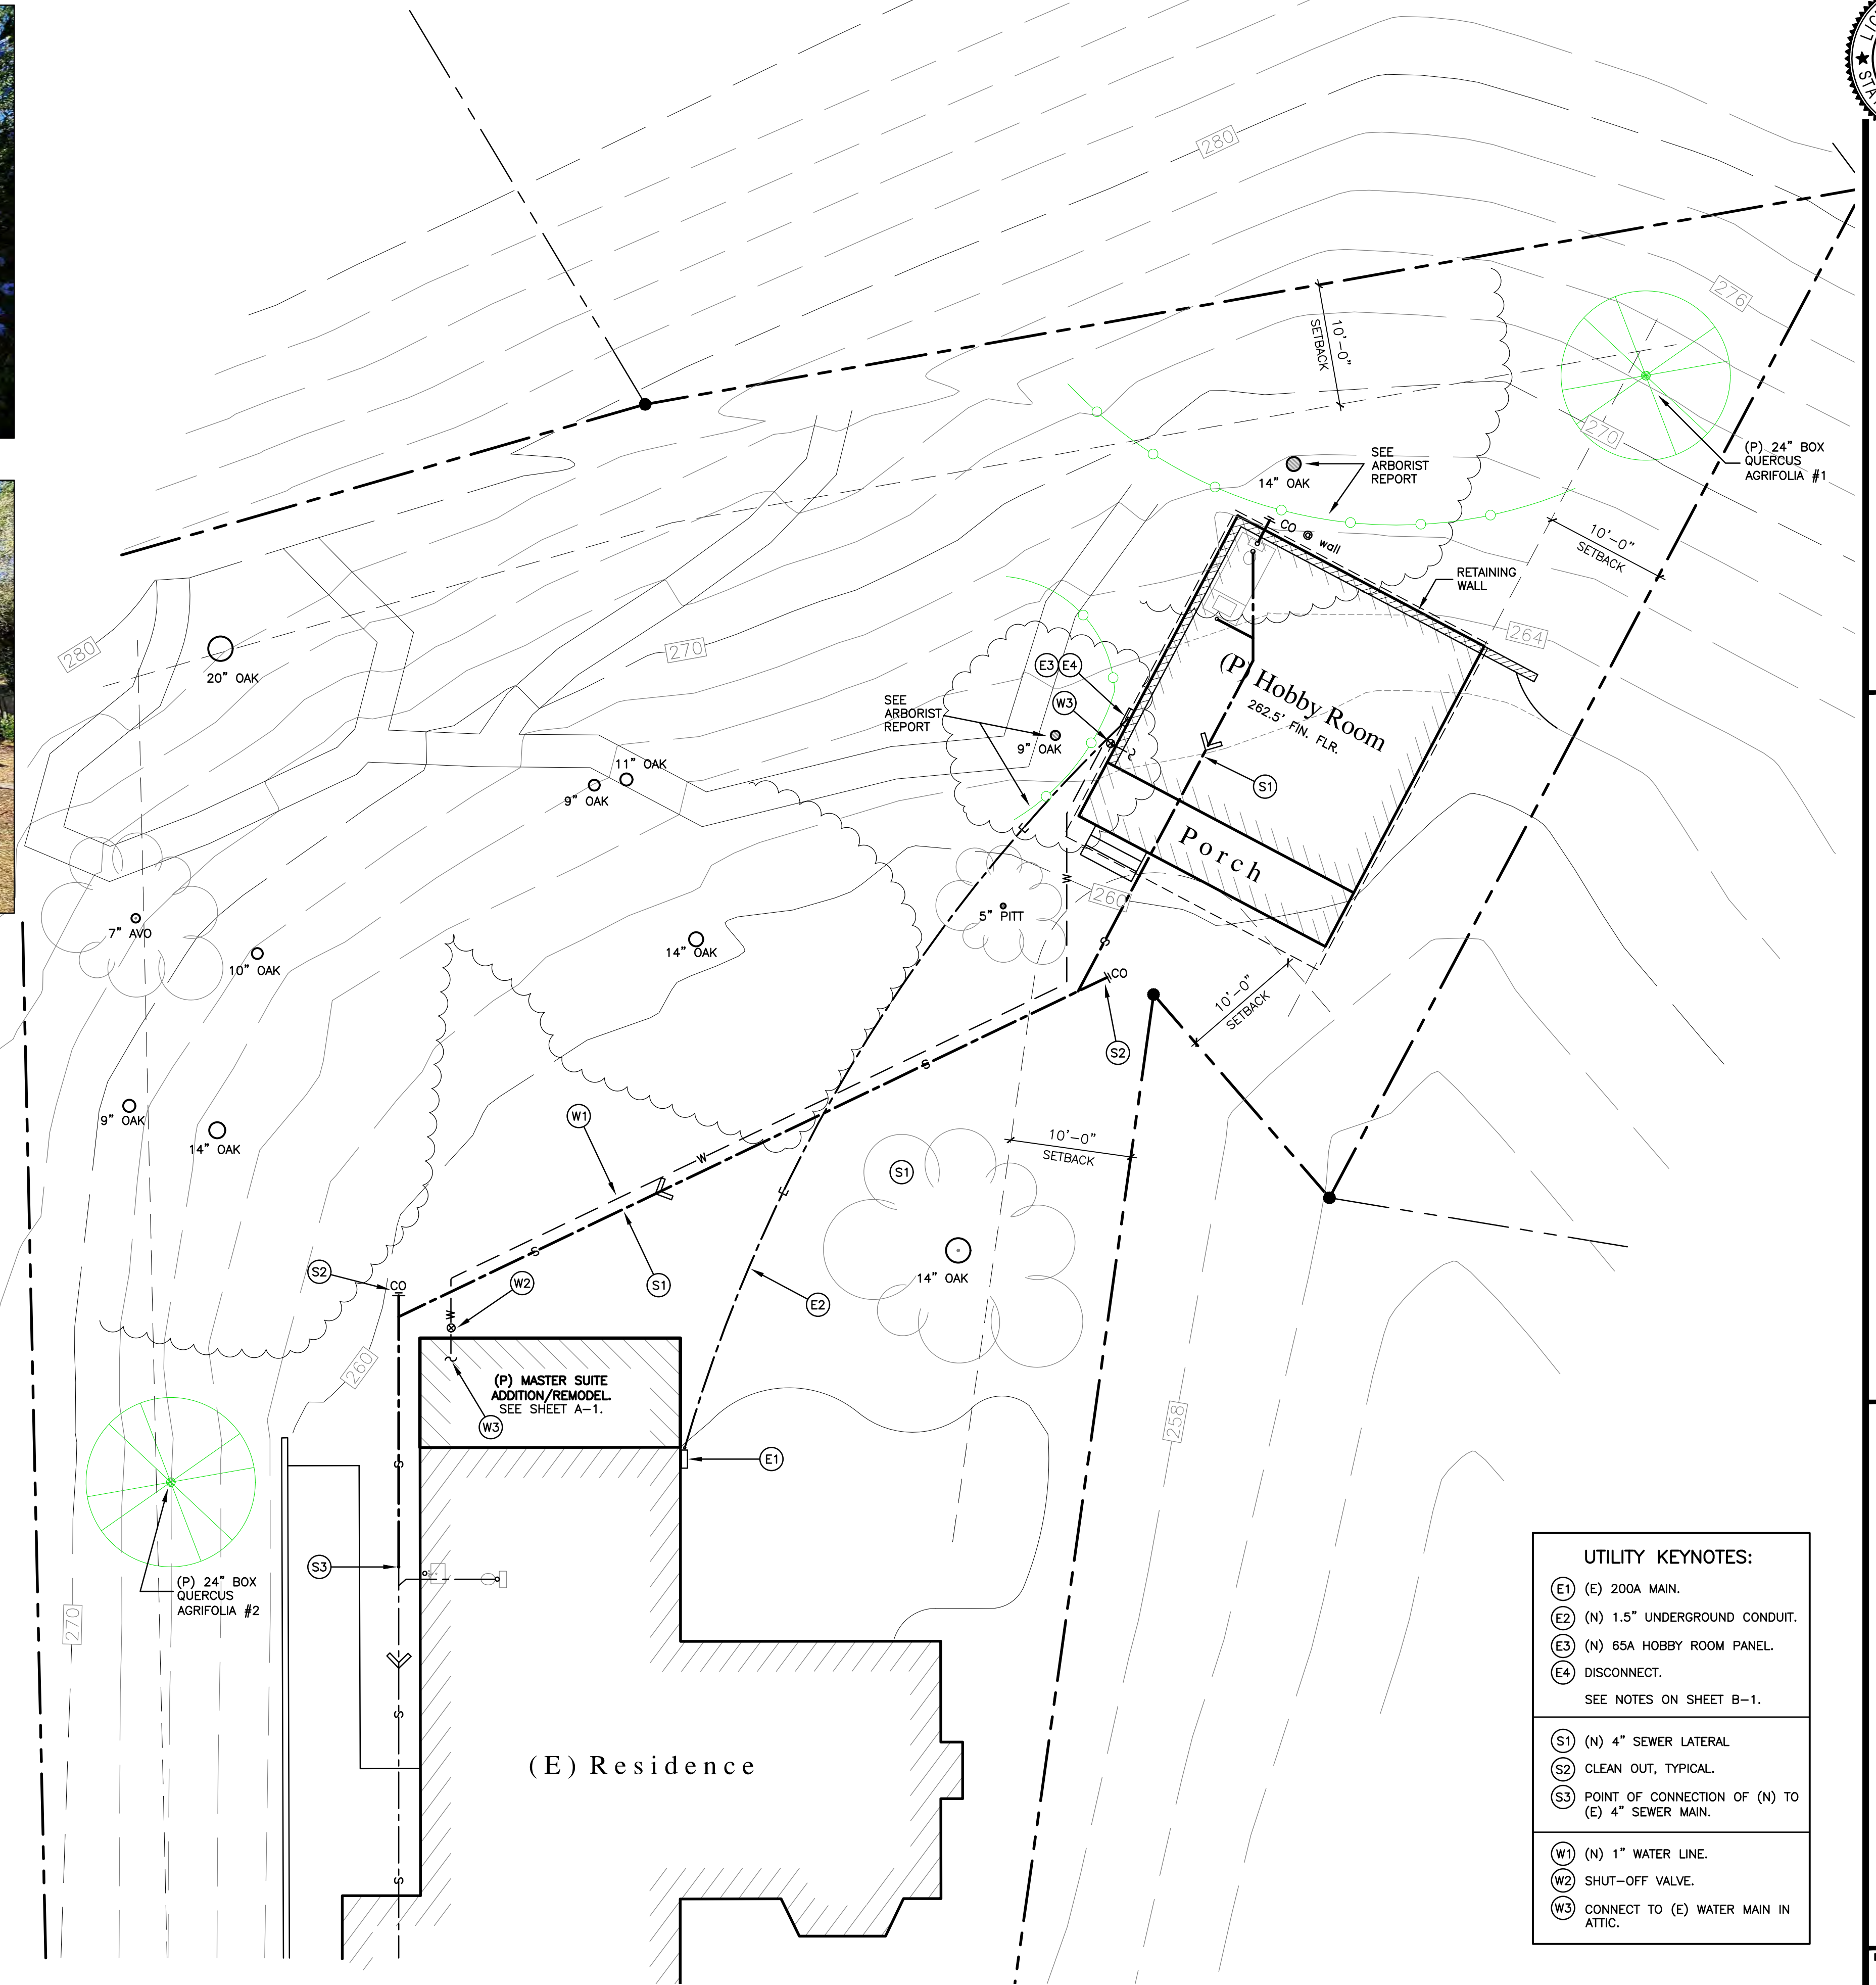 LIC
STA
280
276
10'-0"
SETBACK
270
(P) 24" BOX
QUERCUS
AGRIFOLIA #1
SEE
ARBORIST
REPORT
14" OAK
CO @ wall
10'-0"
SETBACK
RETAINING
WALL
264
280
20" OAK
270
E3
E4
W3
(P) Hobby Room
262.5' FIN. FLR.
SEE
ARBORIST
REPORT
9" OAK
11" OAK
9" OAK
S1
E
Porch
W
260
7" AVO
5" PITT
10" OAK
14" OAK
S
E
CO
10'-0"
SETBACK
S2
S
9" OAK
14" OAK
W1
W
10'-0"
SETBACK
S1
E
S
S2
CO
W2
S1
14" OAK
E2
W
260
(P) MASTER SUITE
ADDITION/REMODEL.
SEE SHEET A-1.
W3
258
S
E1
S3
(P) 24" BOX
QUERCUS
AGRIFOLIA #2
270
S
(E) Residence
S
UTILITY KEYNOTES:
E1 (E) 200A MAIN.
E2 (N) 1.5" UNDERGROUND CONDUIT.
E3 (N) 65A HOBBY ROOM PANEL.
E4 DISCONNECT.
SEE NOTES ON SHEET B-1.
S1 (N) 4" SEWER LATERAL
S2 CLEAN OUT, TYPICAL.
S3 POINT OF CONNECTION OF (N) TO
(E) 4" SEWER MAIN.
W1 (N) 1" WATER LINE.
W2 SHUT-OFF VALVE.
W3 CONNECT TO (E) WATER MAIN IN
ATTIC.